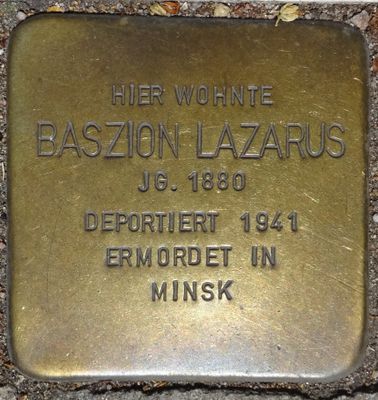 HIER WOHNTE
BASZION LAZARUS
JG. 1880
DEPORTIERT 1941
ERMORDET IN
MINSK